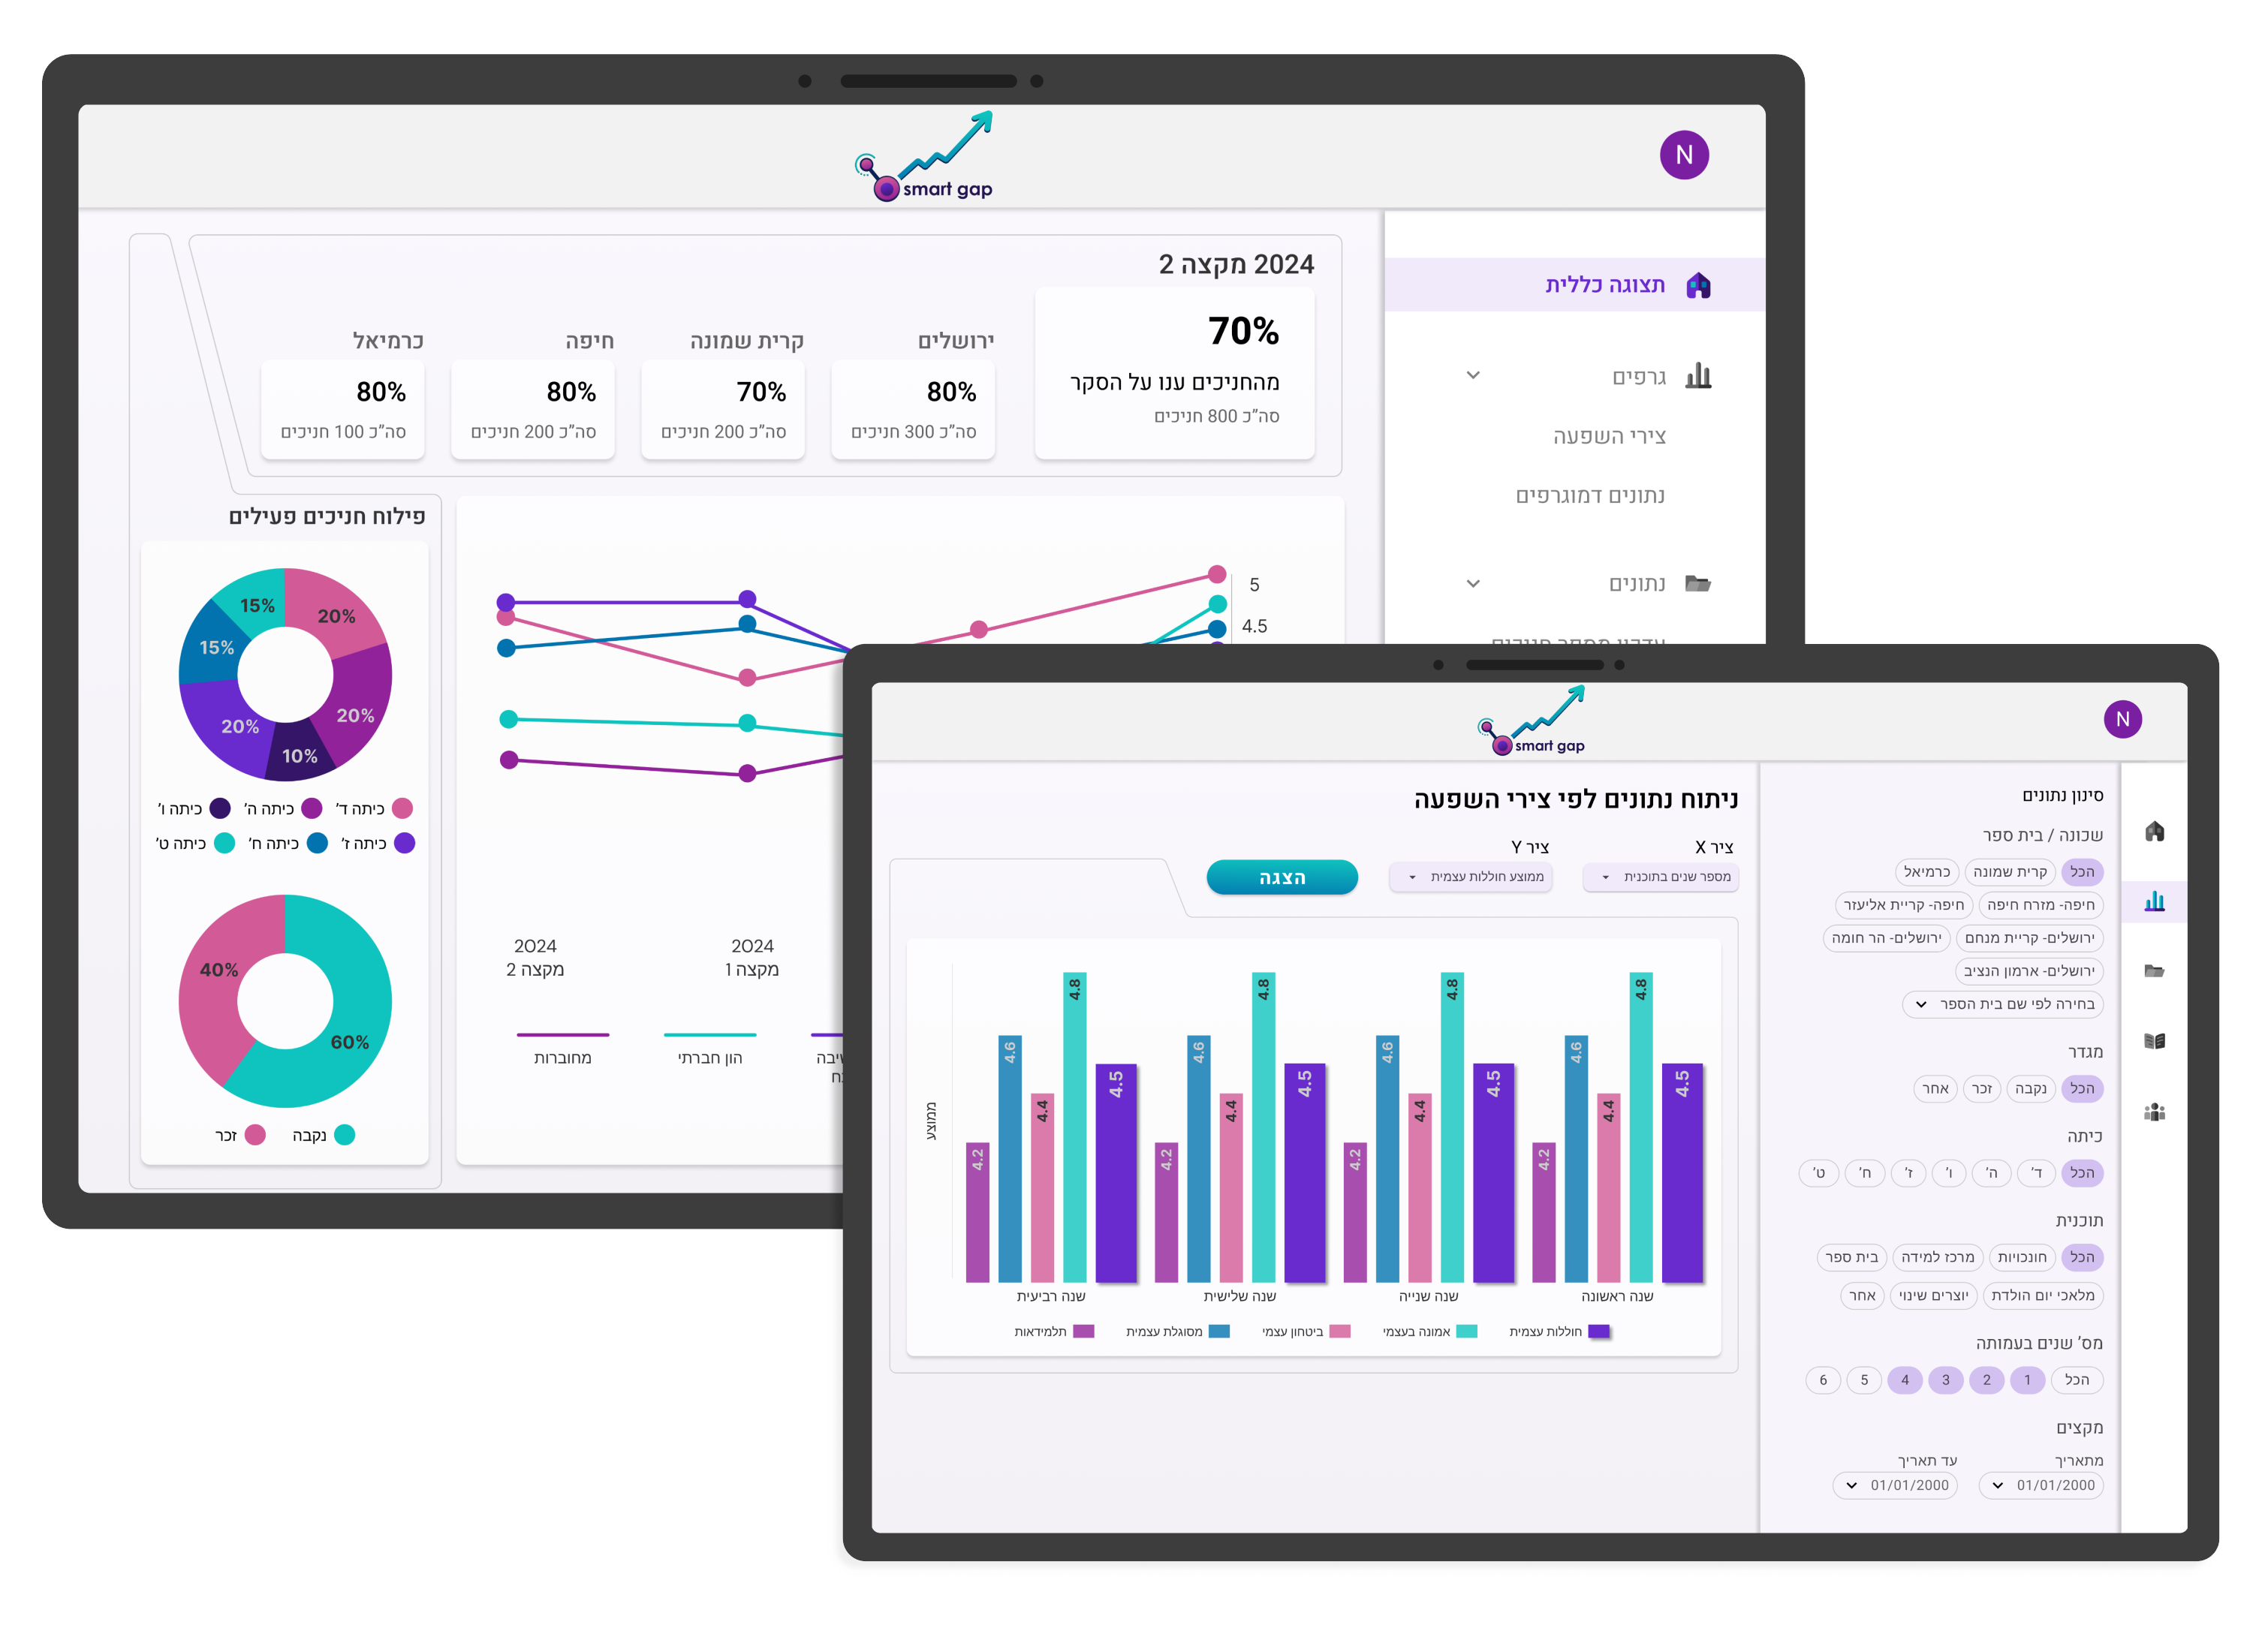 smart gap
N
תצוגה כללית
גרפים
צירי השפעה
נתונים דמוגרפים
נתונים
2024 מקצה 2
70%
מהחניכים ענו על הסקר
סה"כ 800 חניכים
ירושלים
80%
סה"כ 300 חניכים
קרית שמונה
70%
סה"כ 200 חניכים
חיפה
80%
סה"כ 200 חניכים
כרמיאל
80%
סה"כ 100 חניכים
5
4.5
2024
מקצה 1
2024
מקצה 2
הון חברתי
מחוברות
פילוח חניכים פעילים
20%
20%
10%
20%
15%
15%
כיתה ד' כיתה ה' כיתה ו'
כיתה ז' כיתה ח' כיתה ט'
40%
60%
נקבה זכר
smart gap
N
סינון נתונים
שכונה / בית ספר
הכל קרית שמונה כרמיאל
חיפה- מזרח חיפה חיפה- קריית אליעזר
ירושלים- קריית מנחם ירושלים- הר חומה
ירושלים- ארמון הנציב
בחירה לפי שם בית הספר
מגדר
הכל נקבה זכר אחר
כיתה
הכל ד' ה' ו' ז' ח' ט'
תוכנית
הכל חונכויות מרכז למידה בית ספר
מלאכי יום הולדת יוצרים שינוי אחר
מס' שנים בעמותה
הכל 1 2 3 4 5 6
מקצים
מתאריך עד תאריך
01/01/2000 01/01/2000
ניתוח נתונים לפי צירי השפעה
ציר X ציר Y
מספר שנים בתוכנית ממוצע חוללות עצמית הצגה
ממוצע
4.5 4.8 4.4 4.6 4.2
4.5 4.8 4.4 4.6 4.2
4.5 4.8 4.4 4.6 4.2
4.5 4.8 4.4 4.6 4.2
שנה ראשונה שנה שנייה שנה שלישית שנה רביעית
חוללות עצמית אמונה בעצמי ביטחון עצמי מסוגלת עצמית תלמידאות